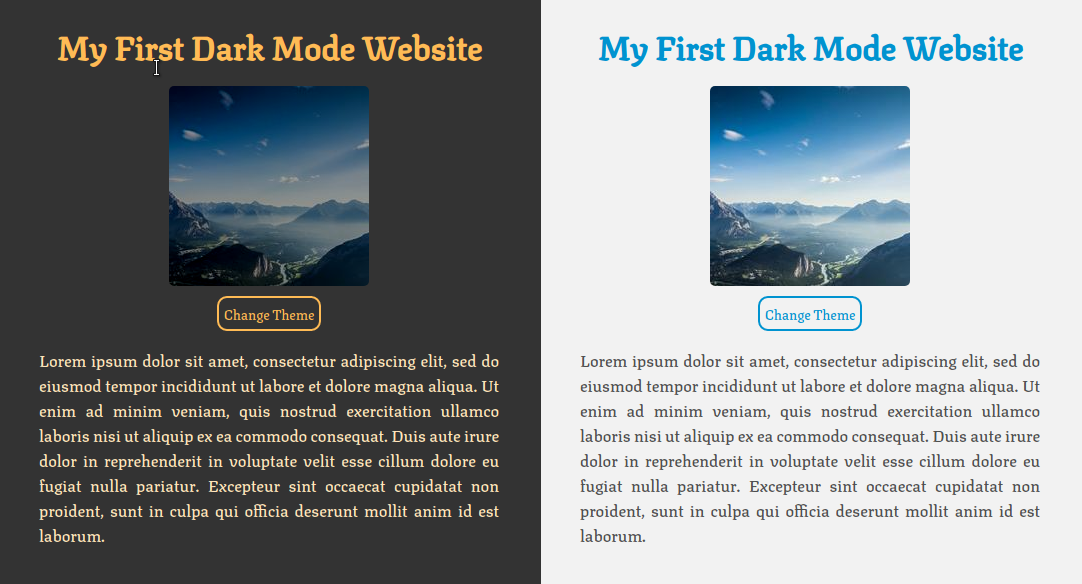 My First Dark Mode Website
Change Theme
Lorem ipsum dolor sit amet, consectetur adipiscing elit, sed do
eiusmod tempor incididunt ut labore et dolore magna aliqua. Ut
enim ad minim veniam, quis nostrud exercitation ullamco
laboris nisi ut aliquip ex ea commodo consequat. Duis aute irure
dolor in reprehenderit in voluptate velit esse cillum dolore eu
fugiat nulla pariatur. Excepteur sint occaecat cupidatat non
proident, sunt in culpa qui officia deserunt mollit anim id est
laborum.
My First Dark Mode Website
Change Theme
Lorem ipsum dolor sit amet, consectetur adipiscing elit, sed do
eiusmod tempor incididunt ut labore et dolore magna aliqua. Ut
enim ad minim veniam, quis nostrud exercitation ullamco
laboris nisi ut aliquip ex ea commodo consequat. Duis aute irure
dolor in reprehenderit in voluptate velit esse cillum dolore eu
fugiat nulla pariatur. Excepteur sint occaecat cupidatat non
proident, sunt in culpa qui officia deserunt mollit anim id est
laborum.